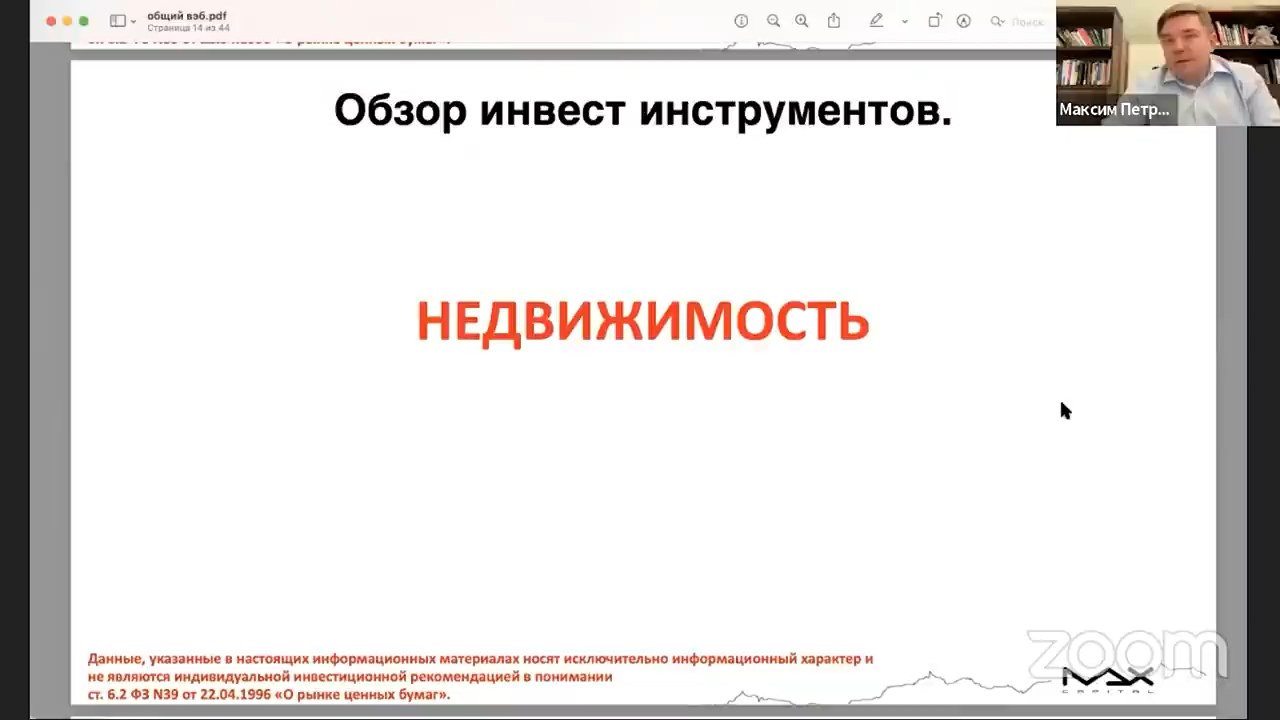 общий вэб.pdf
Страница 14 из 44
Поиск
Максим Петр...
Обзор инвест инструментов.
НЕДВИЖИМОСТЬ
Данные, указанные в настоящих информационных материалах носят исключительно информационный характер и
не являются индивидуальной инвестиционной рекомендацией в понимании
ст. 6.2 ФЗ N39 от 22.04.1996 «О рынке ценных бумаг».
zoom
MAX
CAPITAL